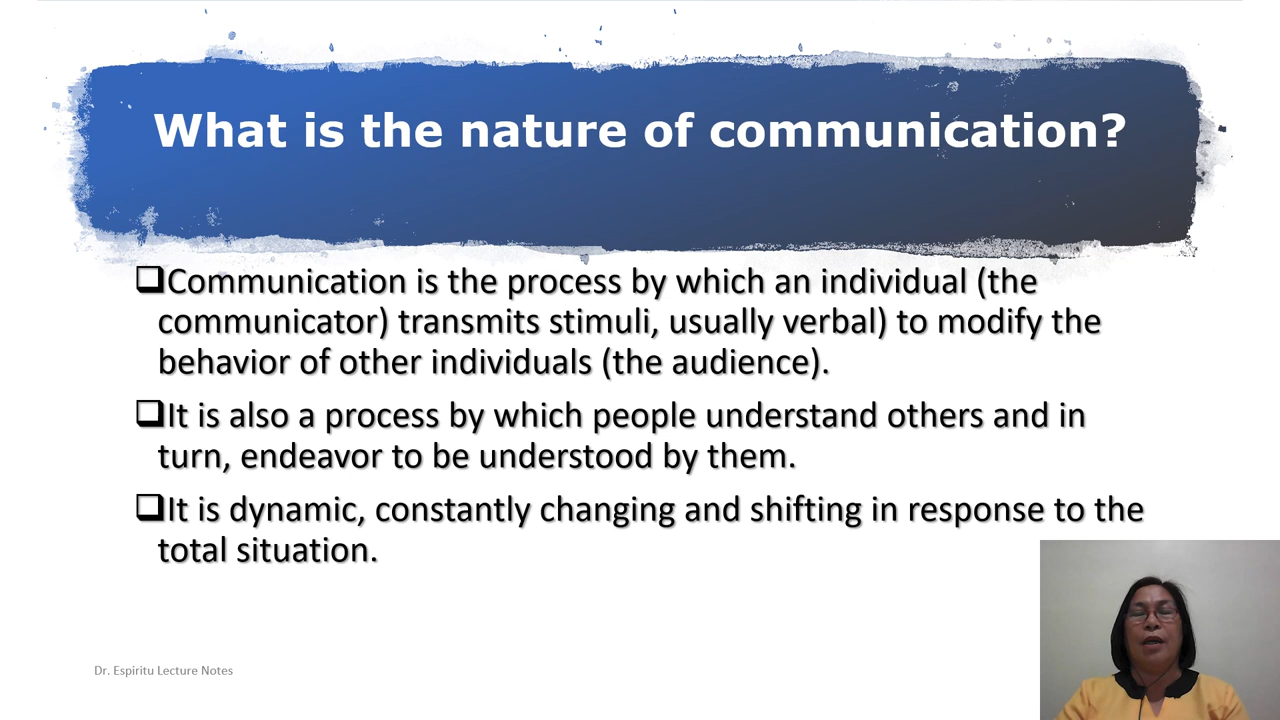 What is the nature of communication?
Communication is the process by which an individual (the
communicator) transmits stimuli, usually verbal) to modify the
behavior of other individuals (the audience).
It is also a process by which people understand others and in
turn, endeavor to be understood by them.
It is dynamic, constantly changing and shifting in response to the
total situation.
Dr. Espiritu Lecture Notes